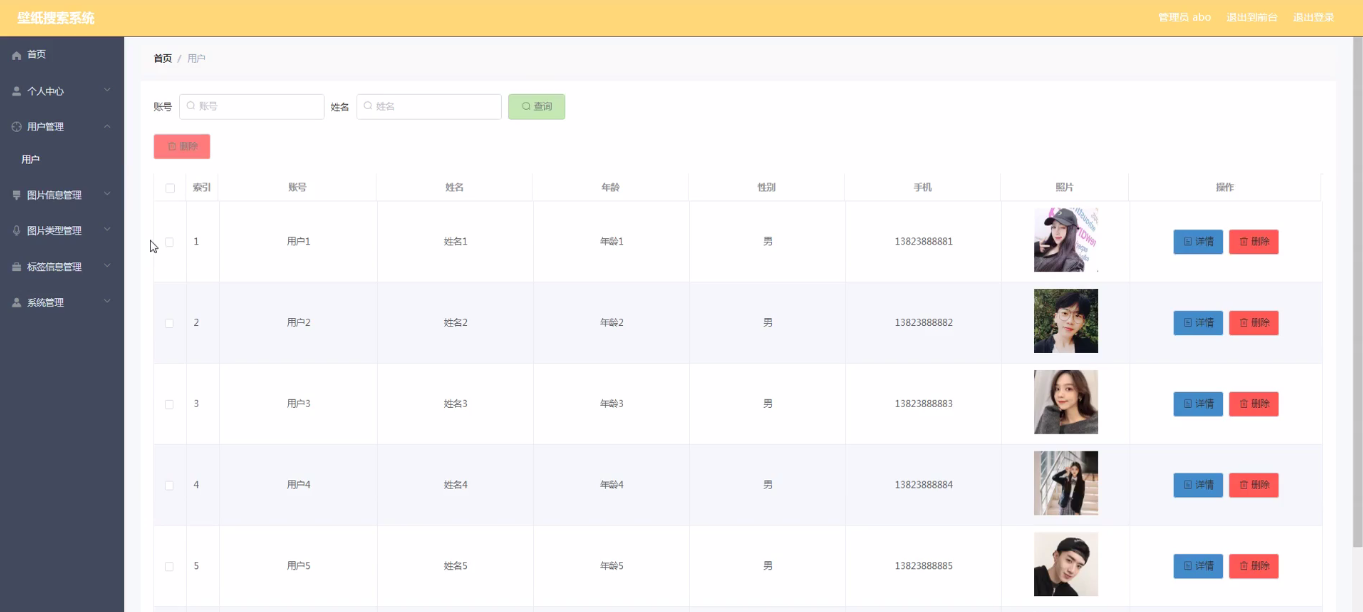 壁纸搜索系统
管理员 abo 退出到前台 退出登录
首页
个人中心
用户管理
用户
图片信息管理
图片类型管理
标签信息管理
系统管理
首页 / 用户
账号 账号 姓名 姓名 查询
删除
索引 账号 姓名 年龄 性别 手机 照片 操作
1 用户1 姓名1 年龄1 男 13823888881 详情 删除
2 用户2 姓名2 年龄2 男 13823888882 详情 删除
3 用户3 姓名3 年龄3 男 13823888883 详情 删除
4 用户4 姓名4 年龄4 男 13823888884 详情 删除
5 用户5 姓名5 年龄5 男 13823888885 详情 删除